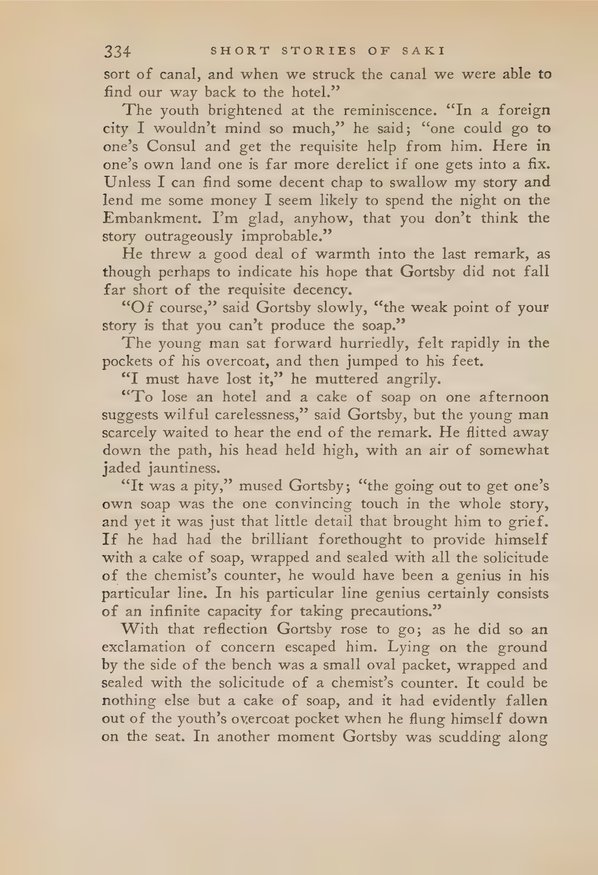 334 SHORT STORIES OF SAKI
sort of canal, and when we struck the canal we were able to
find our way back to the hotel.”
The youth brightened at the reminiscence. “In a foreign
city I wouldn’t mind so much,” he said; “one could go to
one’s Consul and get the requisite help from him. Here in
one’s own land one is far more derelict if one gets into a fix.
Unless I can find some decent chap to swallow my story and
lend me some money I seem likely to spend the night on the
Embankment. I’m glad, anyhow, that you don’t think the
story outrageously improbable.”
He threw a good deal of warmth into the last remark, as
though perhaps to indicate his hope that Gortsby did not fall
far short of the requisite decency.
“Of course,” said Gortsby slowly, “the weak point of your
story is that you can’t produce the soap.”
The young man sat forward hurriedly, felt rapidly in the
pockets of his overcoat, and then jumped to his feet.
“I must have lost it,” he muttered angrily.
“To lose an hotel and a cake of soap on one afternoon
suggests wilful carelessness,” said Gortsby, but the young man
scarcely waited to hear the end of the remark. He flitted away
down the path, his head held high, with an air of somewhat
jaded jauntiness.
“It was a pity,” mused Gortsby; “the going out to get one’s
own soap was the one convincing touch in the whole story,
and yet it was just that little detail that brought him to grief.
If he had had the brilliant forethought to provide himself
with a cake of soap, wrapped and sealed with all the solicitude
of the chemist’s counter, he would have been a genius in his
particular line. In his particular line genius certainly consists
of an infinite capacity for taking precautions.”
With that reflection Gortsby rose to go; as he did so an
exclamation of concern escaped him. Lying on the ground
by the side of the bench was a small oval packet, wrapped and
sealed with the solicitude of a chemist’s counter. It could be
nothing else but a cake of soap, and it had evidently fallen
out of the youth’s overcoat pocket when he flung himself down
on the seat. In another moment Gortsby was scudding along